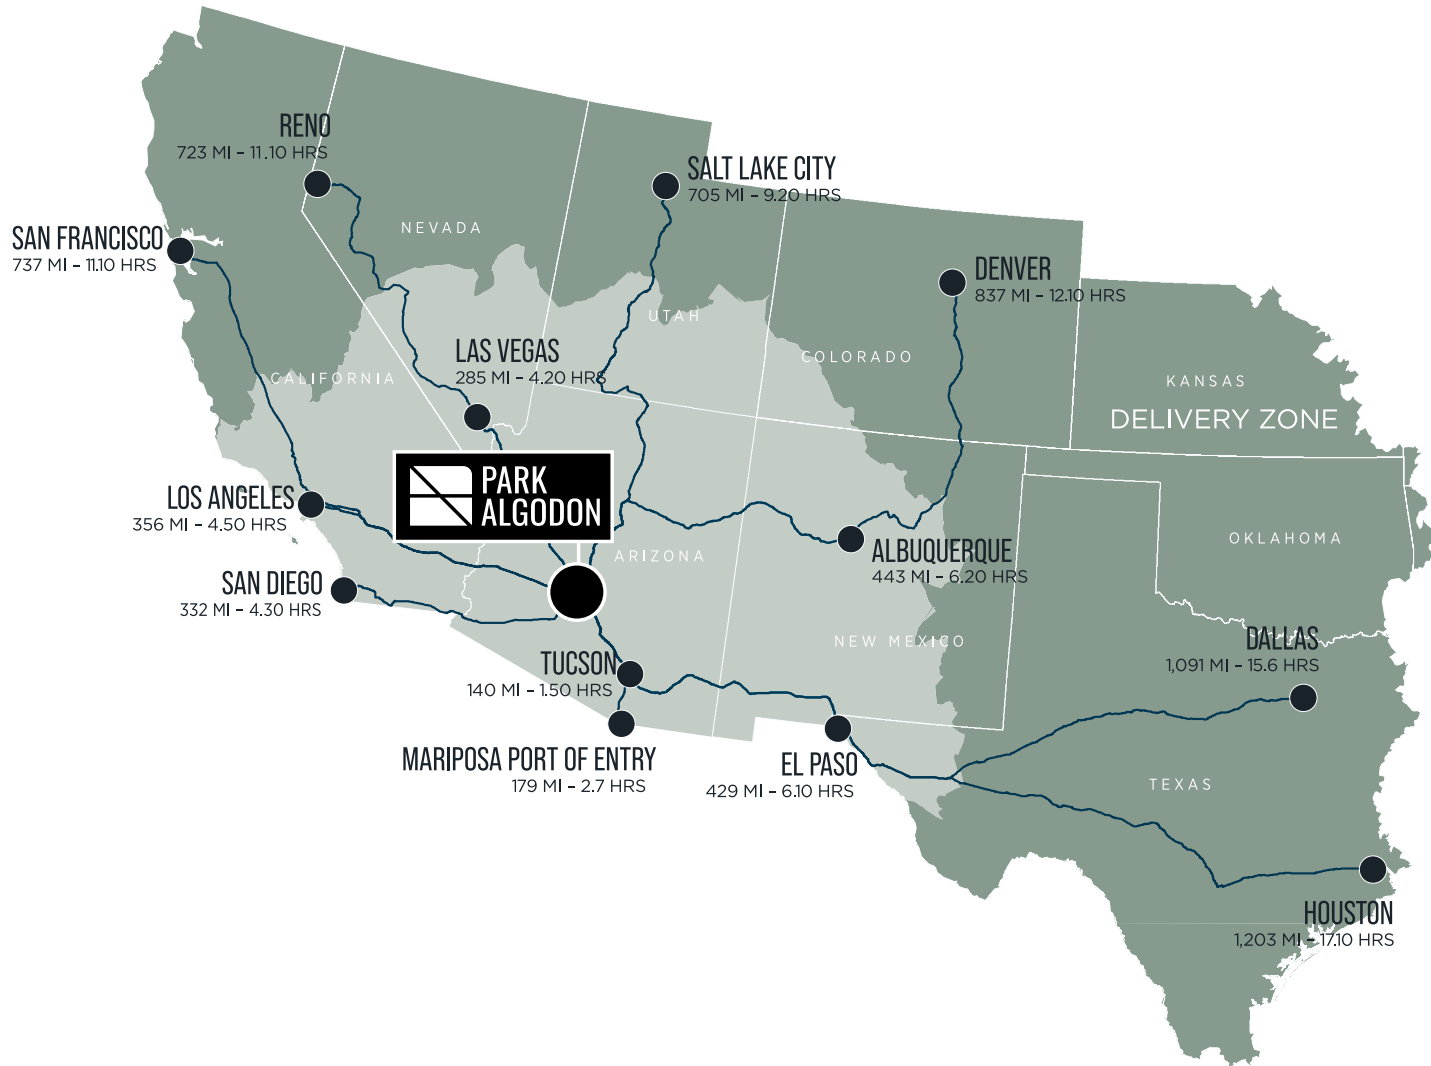 RENO
723 MI – 11.10 HRS
SALT LAKE CITY
705 MI – 9.20 HRS
NEVADA
SAN FRANCISCO
737 MI – 11.10 HRS
DENVER
837 MI – 12.10 HRS
UTAH
LAS VEGAS
285 MI – 4.20 HRS
COLORADO
CALIFORNIA
KANSAS
DELIVERY ZONE
PARK
ALGODON
LOS ANGELES
356 MI – 4.50 HRS
ARIZONA
ALBUQUERQUE
443 MI – 6.20 HRS
OKLAHOMA
SAN DIEGO
332 MI – 4.30 HRS
NEW MEXICO
DALLAS
1,091 MI – 15.6 HRS
TUCSON
140 MI – 1.50 HRS
MARIPOSA PORT OF ENTRY
179 MI – 2.7 HRS
EL PASO
429 MI – 6.10 HRS
TEXAS
HOUSTON
1,203 MI – 17.10 HRS